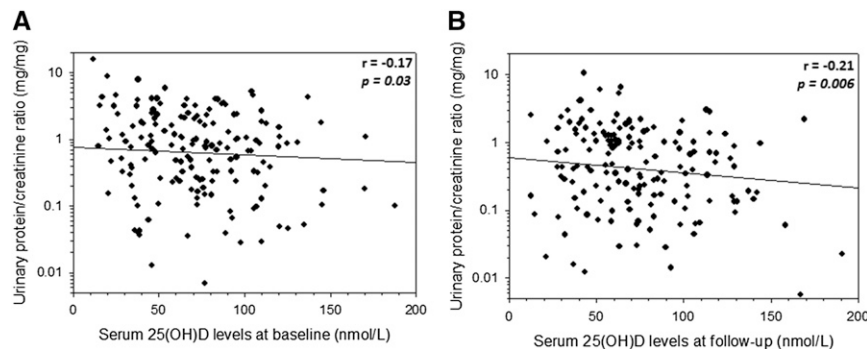 A
r = -0.17
p = 0.03
Urinary protein/creatinine ratio (mg/mg)
10
1
0.1
0.01
0 50 100 150 200
Serum 25(OH)D levels at baseline (nmol/L)
B
r = -0.21
p = 0.006
Urinary protein/creatinine ratio (mg/mg)
10
1
0.1
0.01
0 50 100 150 200
Serum 25(OH)D levels at follow-up (nmol/L)